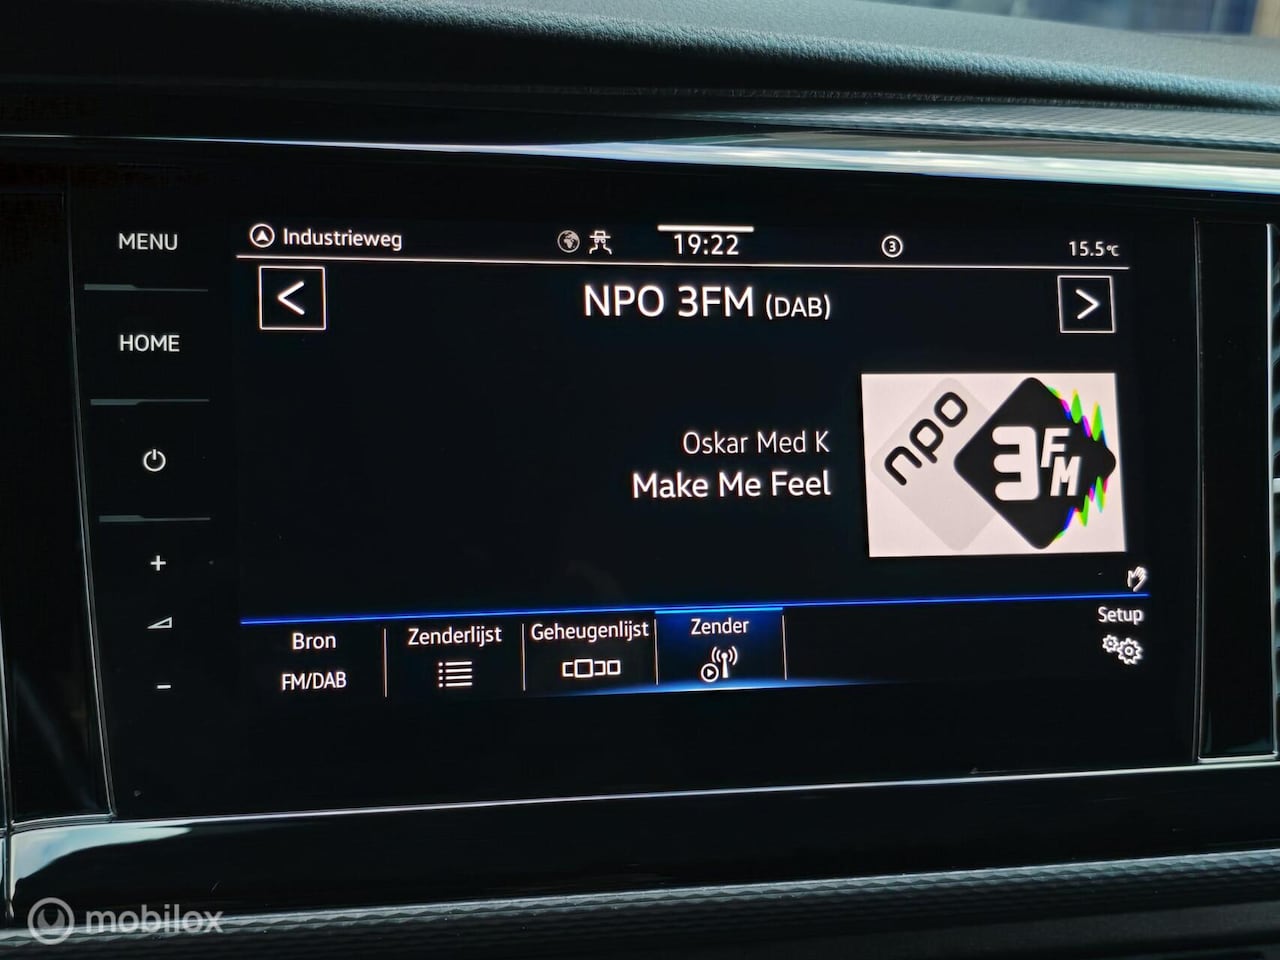 MENU
HOME
Industrieweg
19:22
3
15.5°C
<
NPO 3FM (DAB)
>
Oskar Med K
Make Me Feel
npo
3FM
Bron
FM/DAB
Zenderlijst
Geheugenlijst
Zender
Setup
+
-
mobilox